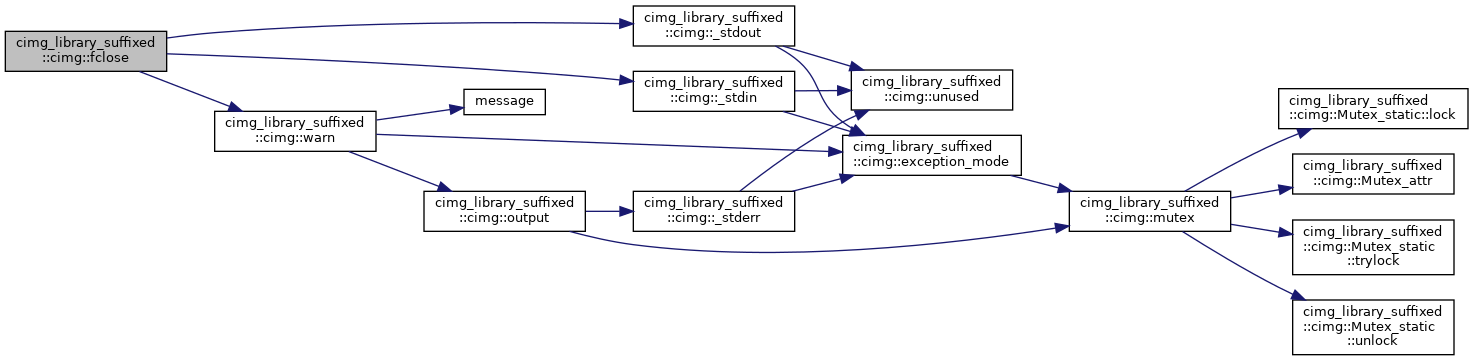 cimg_library_suffixed
::cimg::fclose
cimg_library_suffixed
::cimg::_stdout
cimg_library_suffixed
::cimg::_stdin
cimg_library_suffixed
::cimg::unused
message
cimg_library_suffixed
::cimg::warn
cimg_library_suffixed
::cimg::exception_mode
cimg_library_suffixed
::cimg::output
cimg_library_suffixed
::cimg::_stderr
cimg_library_suffixed
::cimg::mutex
cimg_library_suffixed
::cimg::Mutex_static::lock
cimg_library_suffixed
::cimg::Mutex_attr
cimg_library_suffixed
::cimg::Mutex_static
::trylock
cimg_library_suffixed
::cimg::Mutex_static
::unlock